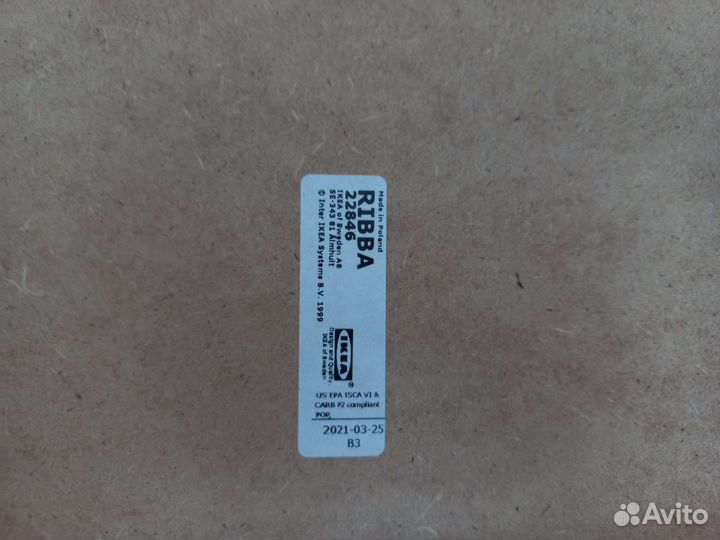 Made in Poland
RIBBA
22846
IKEA of Sweden AB
SE-343 81 Älmhult
© Inter IKEA Systems B.V. 1999
IKEA®
Design and Quality
IKEA of Sweden
US EPA TSCA VI &
CARB P2 compliant
POR
2021-03-25
B3
Avito